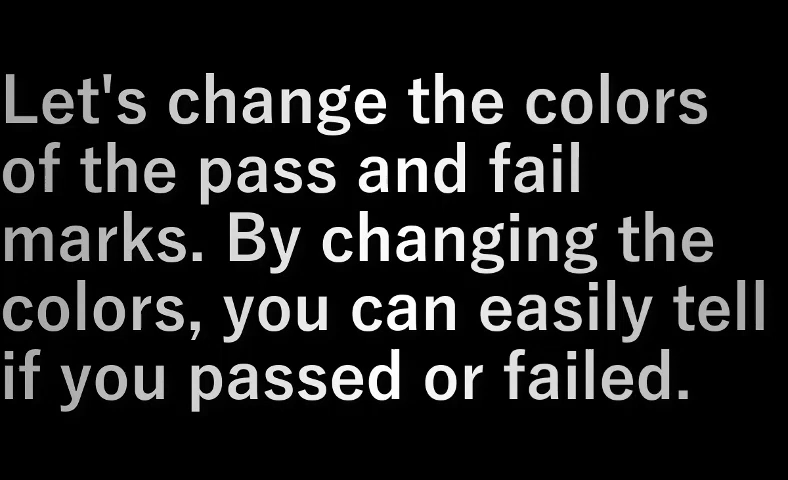 Let's change the colors
of the pass and fail
marks. By changing the
colors, you can easily tell
if you passed or failed.